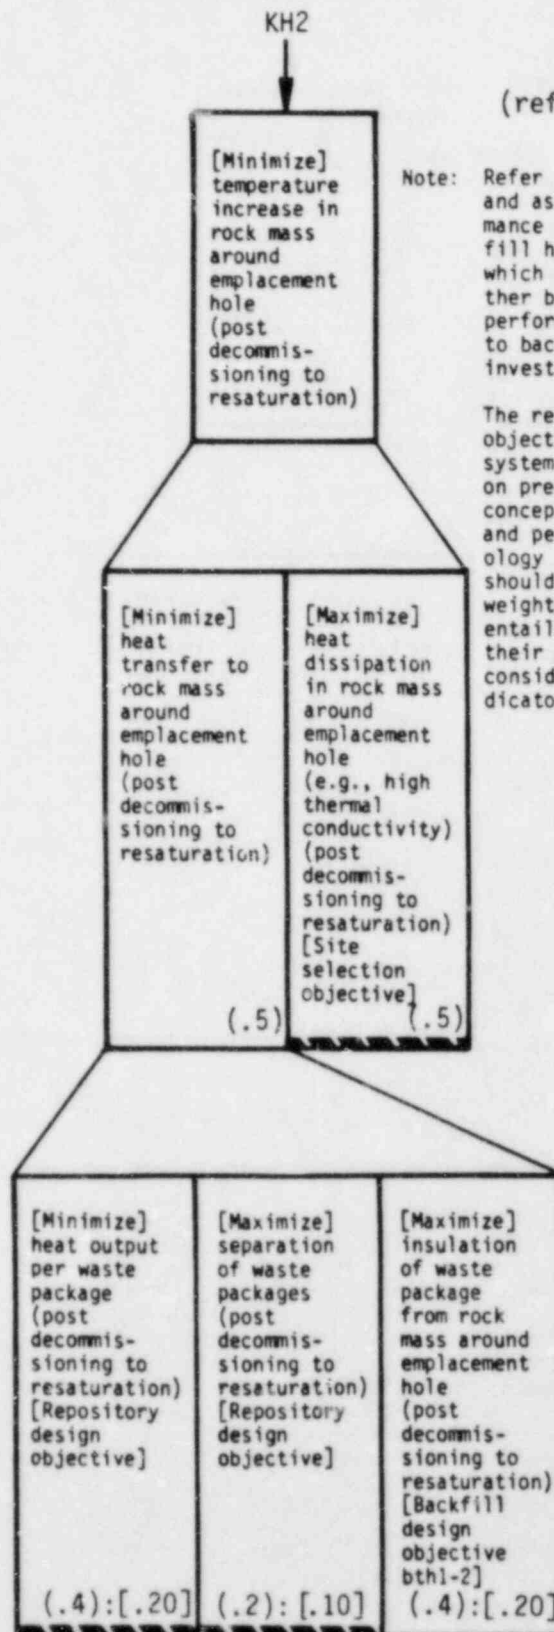 KH2
(ref
[Minimize]
temperature
increase in
rock mass
around
emplacement
hole
(post
decommis-
sioning to
resaturation)
Note: Refer
and as
mance
fill h
which
ther b
perfor
to bac
invest
The re
object
system
on pre
concep
and pe
ology
should
weight
entail
their
consid
dicato
[Minimize]
heat
transfer to
rock mass
around
emplacement
hole
(post
decommis-
sioning to
resaturation)
(.5)
[Maximize]
heat
dissipation
in rock mass
around
emplacement
hole
(e.g., high
thermal
conductivity)
(post
decommis-
sioning to
resaturation)
[Site
selection
objective]
(.5)
[Minimize]
heat output
per waste
package
(post
decommis-
sioning to
resaturation)
[Repository
design
objective]
(.4):[.20]
[Maximize]
separation
of waste
packages
(post
decommis-
sioning to
resaturation)
[Repository
design
objective]
(.2):[.10]
[Maximize]
insulation
of waste
package
from rock
mass around
emplacement
hole
(post
decommis-
sioning to
resaturation)
[Backfill
design
objective
bth1-2]
(.4):[.20]